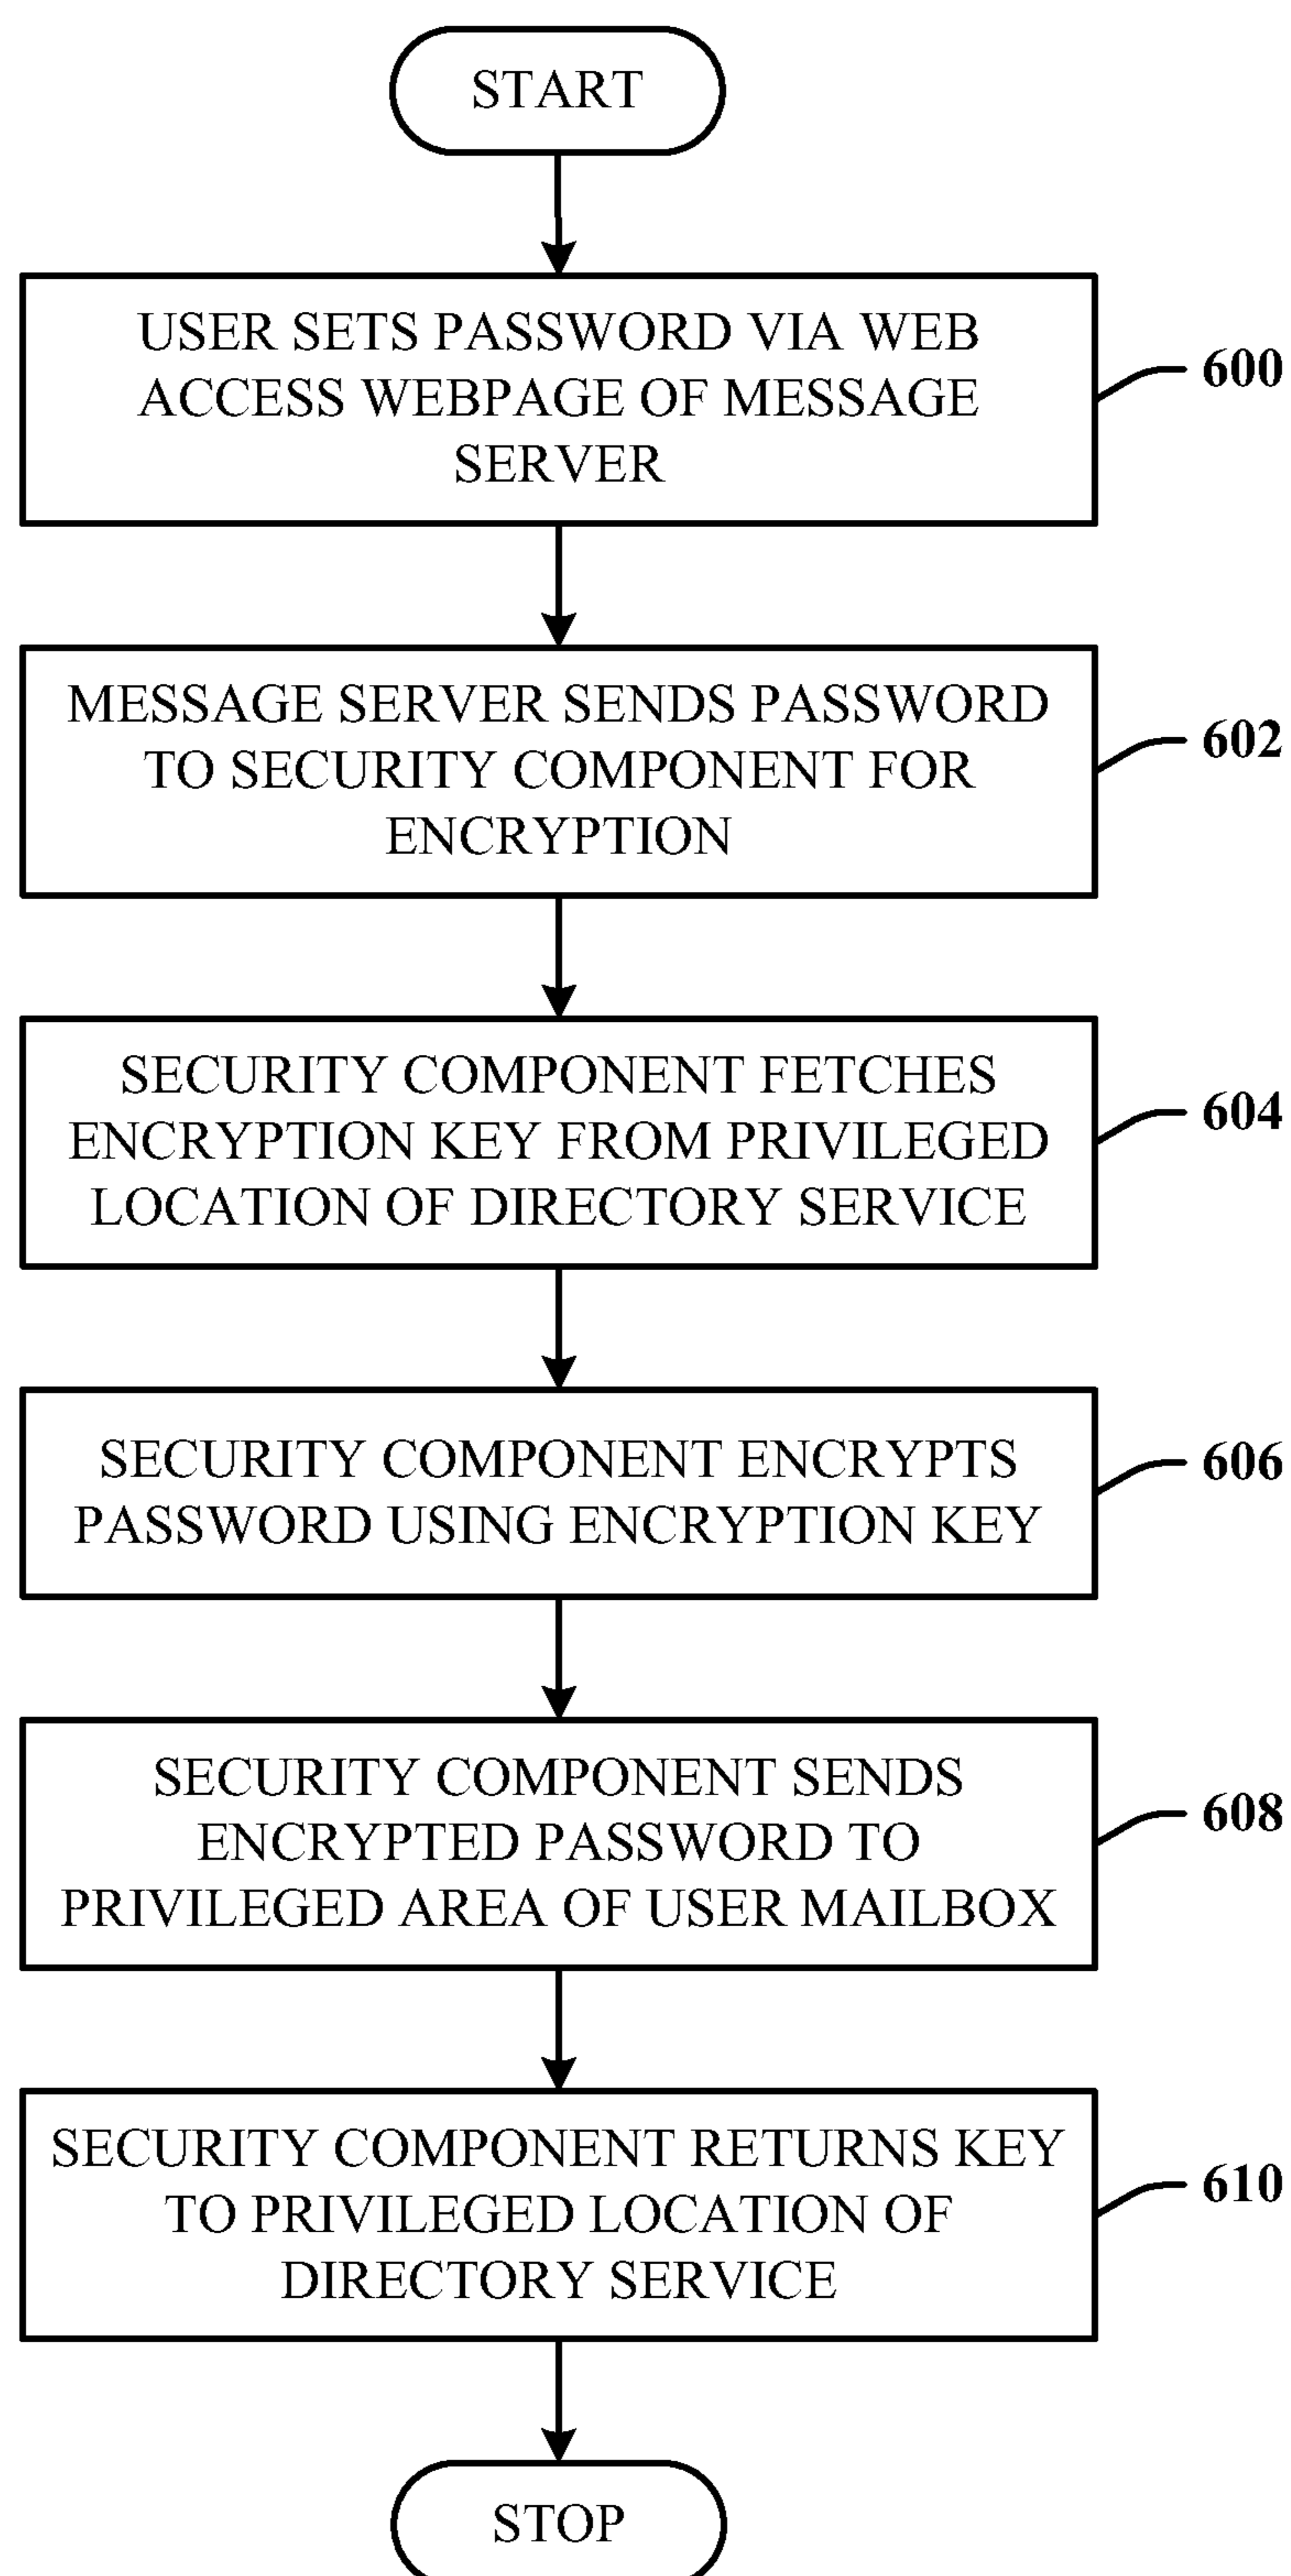 START
USER SETS PASSWORD VIA WEB
ACCESS WEBPAGE OF MESSAGE
SERVER
600
MESSAGE SERVER SENDS PASSWORD
TO SECURITY COMPONENT FOR
ENCRYPTION
602
SECURITY COMPONENT FETCHES
ENCRYPTION KEY FROM PRIVILEGED
LOCATION OF DIRECTORY SERVICE
604
SECURITY COMPONENT ENCRYPTS
PASSWORD USING ENCRYPTION KEY
606
SECURITY COMPONENT SENDS
ENCRYPTED PASSWORD TO
PRIVILEGED AREA OF USER MAILBOX
608
SECURITY COMPONENT RETURNS KEY
TO PRIVILEGED LOCATION OF
DIRECTORY SERVICE
610
STOP